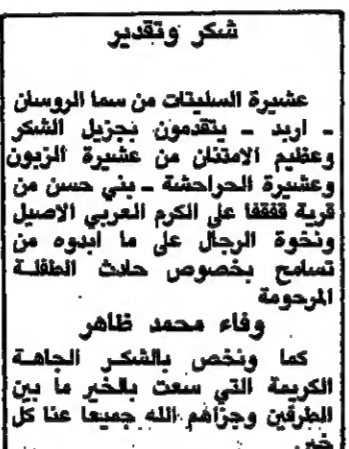 شكر وتقدير
عشيرة السليتات من سما الروسان
- اربد - يتقدمون بجزيل الشكر
وعظيم الامتنان من عشيرة الزبون
وعشيرة الحراحشة - بني حسن من
قرية قفقفا على الكرم العربي الاصيل
ونخوة الرجال على ما ابدوه من
تسامح بخصوص حادث الطفلة
المرحومة
وفاء محمد ظاهر
كما ونخص بالشكر الجاهة
الكريمة التي سعت بالخير ما بين
الطرفين وجزاهم الله جميعا عنا كل
خير